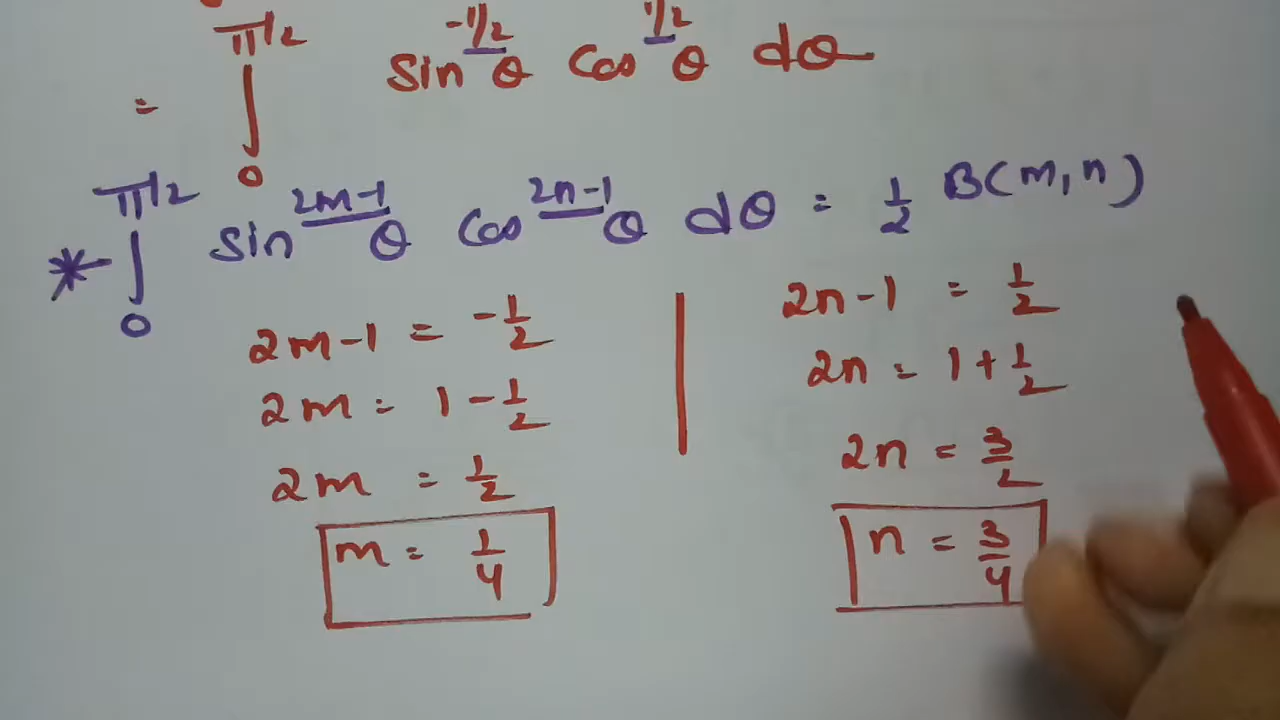 = ∫₀^π/2 sin^-1/2 θ cos^1/2 θ dθ
* ∫₀^π/2 sin^2m-1 θ cos^2n-1 θ dθ = 1/2 B(m,n)
2m-1 = -1/2
2m = 1 - 1/2
2m = 1/2
m = 1/4
2n-1 = 1/2
2n = 1 + 1/2
2n = 3/2
n = 3/4